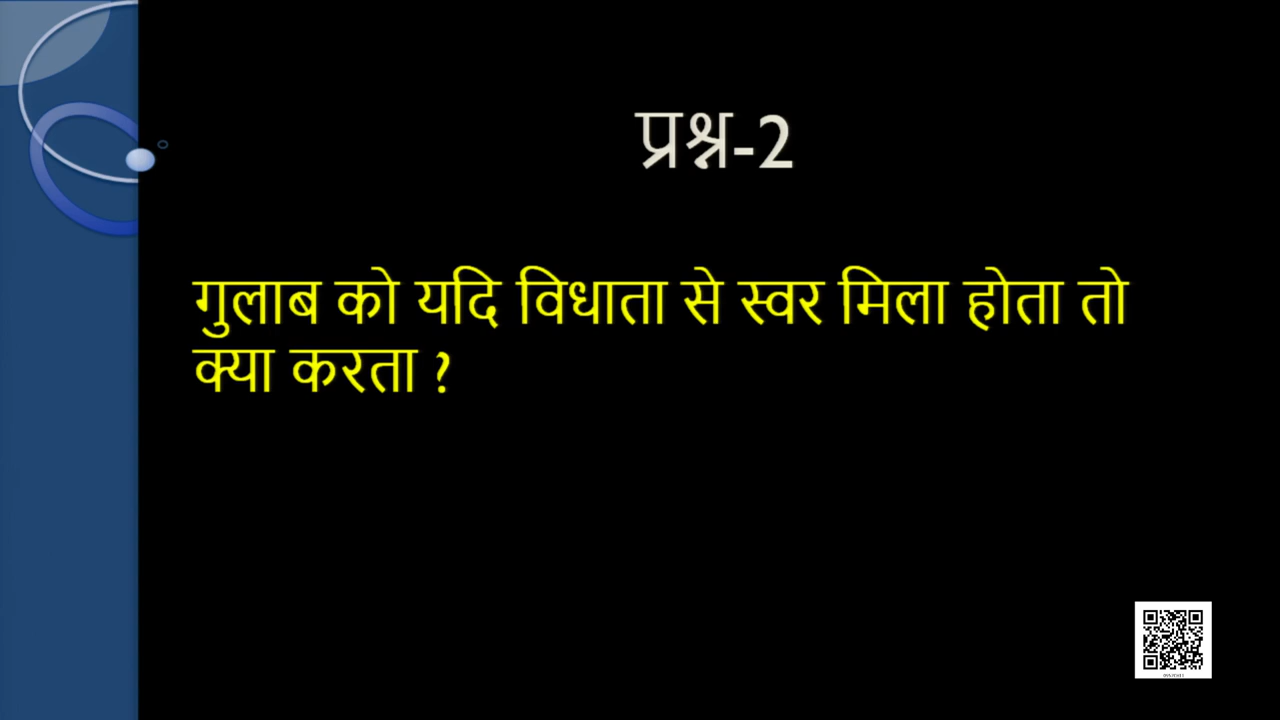 प्रश्न-2
गुलाब को यदि विधाता से स्वर मिला होता तो
क्या करता ?